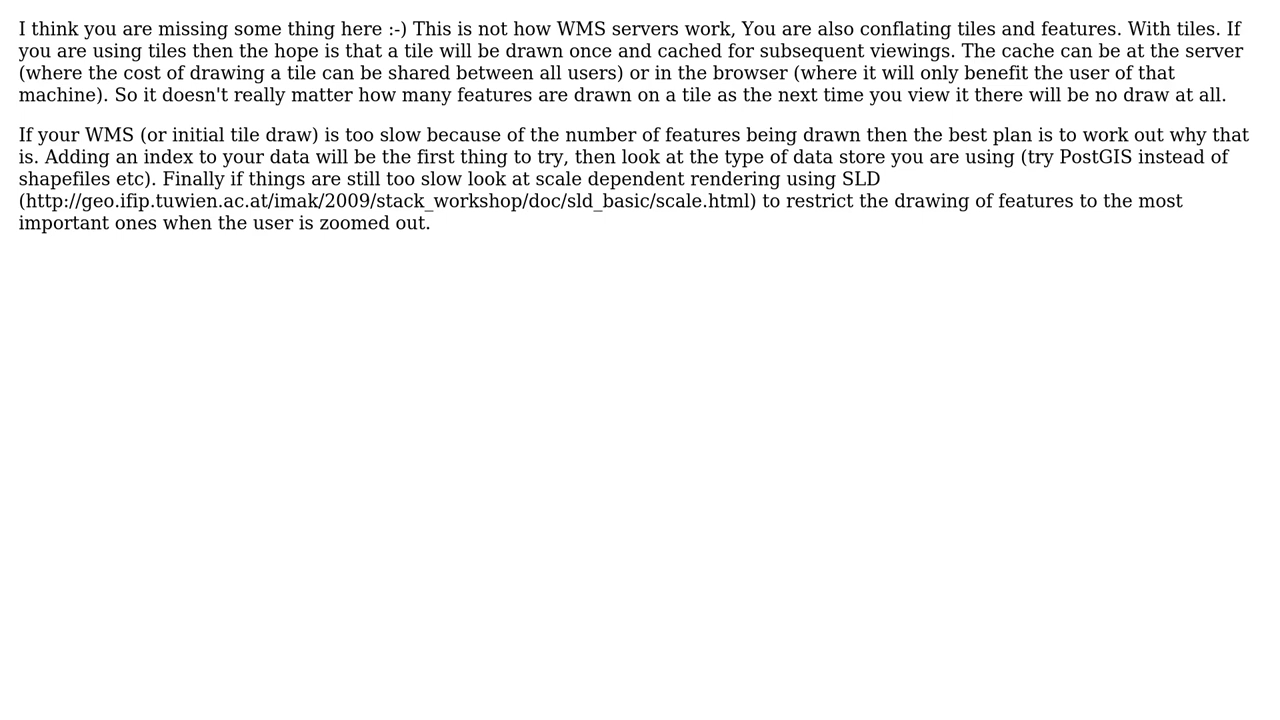 I think you are missing some thing here :-) This is not how WMS servers work, You are also conflating tiles and features. With tiles. If
you are using tiles then the hope is that a tile will be drawn once and cached for subsequent viewings. The cache can be at the server
(where the cost of drawing a tile can be shared between all users) or in the browser (where it will only benefit the user of that
machine). So it doesn't really matter how many features are drawn on a tile as the next time you view it there will be no draw at all.
If your WMS (or initial tile draw) is too slow because of the number of features being drawn then the best plan is to work out why that
is. Adding an index to your data will be the first thing to try, then look at the type of data store you are using (try PostGIS instead of
shapefiles etc). Finally if things are still too slow look at scale dependent rendering using SLD
(http://geo.ifip.tuwien.ac.at/imak/2009/stack_workshop/doc/sld_basic/scale.html) to restrict the drawing of features to the most
important ones when the user is zoomed out.